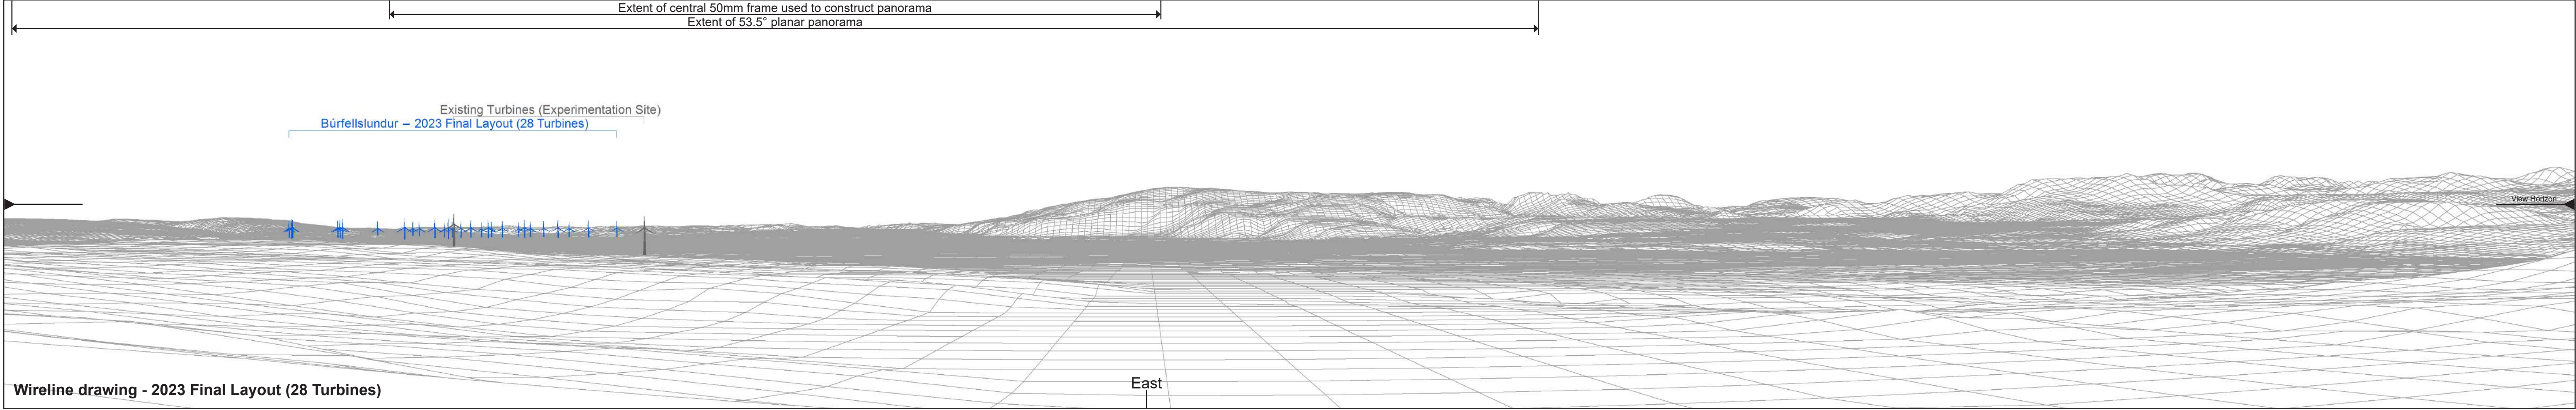 Extent of central 50mm frame used to construct panorama
Extent of 53.5° planar panorama
Existing Turbines (Experimentation Site)
Búrfellslundur – 2023 Final Layout (28 Turbines)
View Horizon
East
Wireline drawing - 2023 Final Layout (28 Turbines)